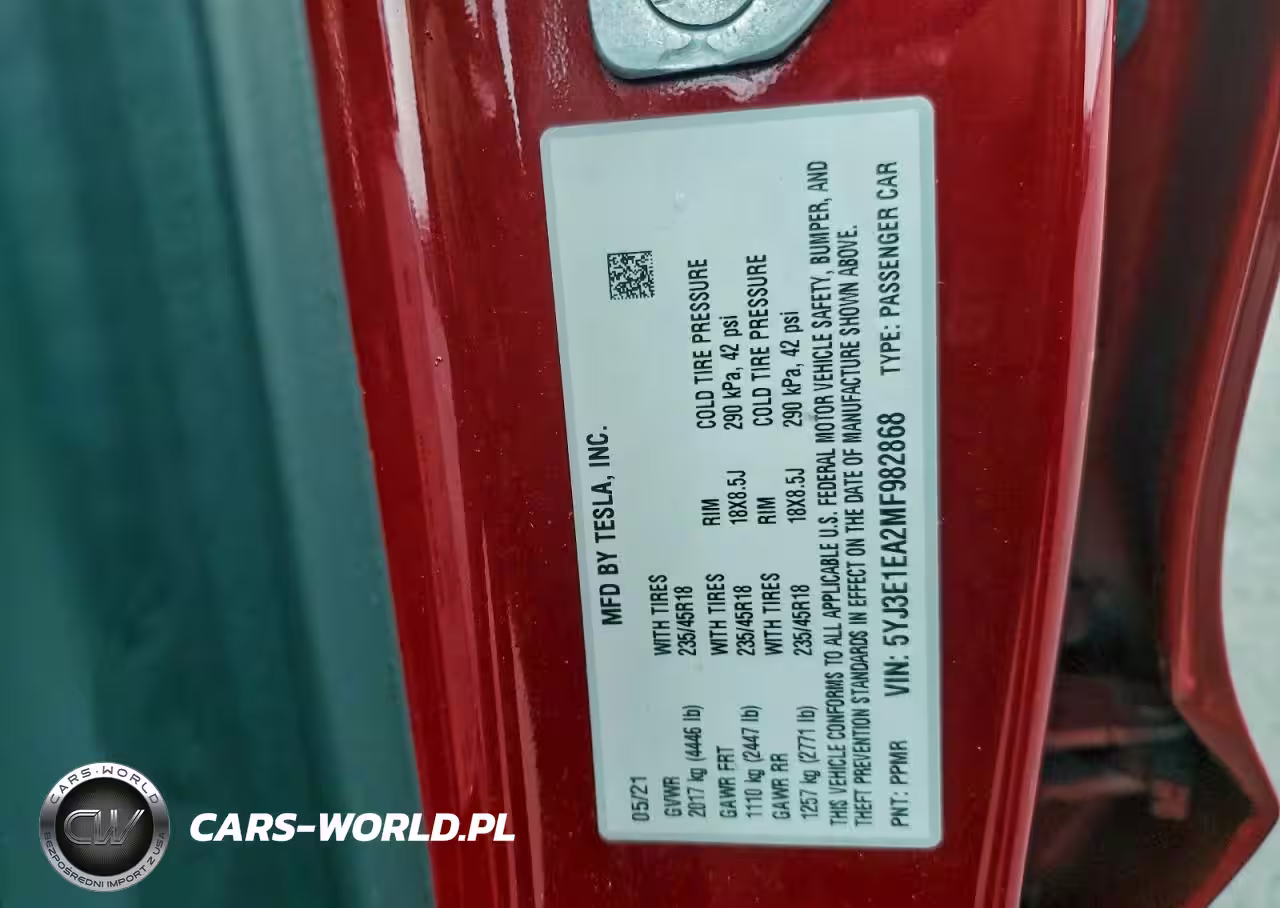 MFD BY TESLA, INC.
05/21
GVWR WITH TIRES
2017 kg (4446 lb) 235/45R18
GAWR FRT WITH TIRES RIM COLD TIRE PRESSURE
1110 kg (2447 lb) 235/45R18 18X8.5J 290 kPa, 42 psi
GAWR RR WITH TIRES RIM COLD TIRE PRESSURE
1257 kg (2771 lb) 235/45R18 18X8.5J 290 kPa, 42 psi
THIS VEHICLE CONFORMS TO ALL APPLICABLE U.S. FEDERAL MOTOR VEHICLE SAFETY, BUMPER, AND
THEFT PREVENTION STANDARDS IN EFFECT ON THE DATE OF MANUFACTURE SHOWN ABOVE.
PNT: PPMR VIN: 5YJ3E1EA2MF982868 TYPE: PASSENGER CAR
CARS-WORLD
CW
BEZPOŚREDNI IMPORT Z USA
CARS-WORLD.PL